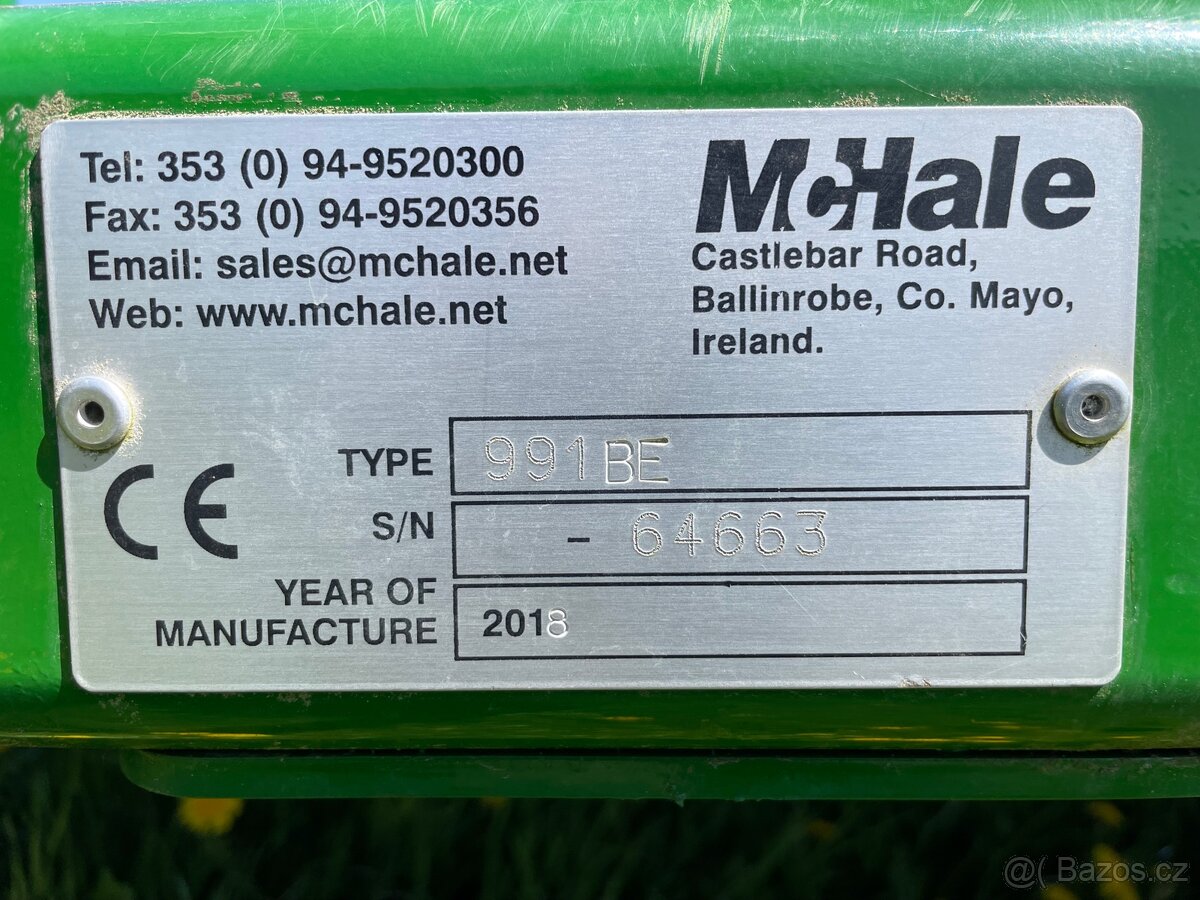 Tel: 353 (0) 94-9520300
Fax: 353 (0) 94-9520356
Email: sales@mchale.net
Web: www.mchale.net
McHale
Castlebar Road,
Ballinrobe, Co. Mayo,
Ireland.
CE
TYPE 991BE
S/N - 64663
YEAR OF
MANUFACTURE 2018
@( Bazos.cz